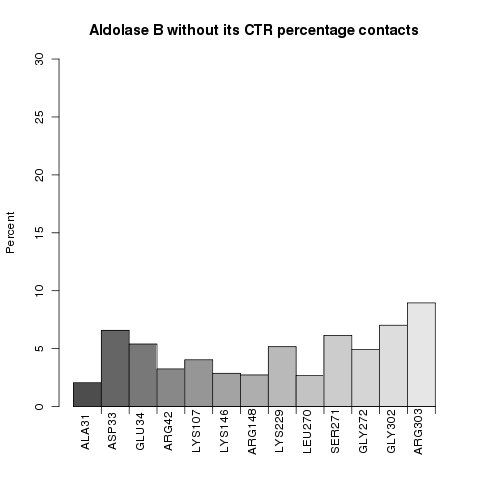 Aldolase B without its CTR percentage contacts
Percent
30
25
20
15
10
5
0
ALA31
ASP33
GLU34
ARG42
LYS107
LYS146
ARG148
LYS229
LEU270
SER271
GLY272
GLY302
ARG303